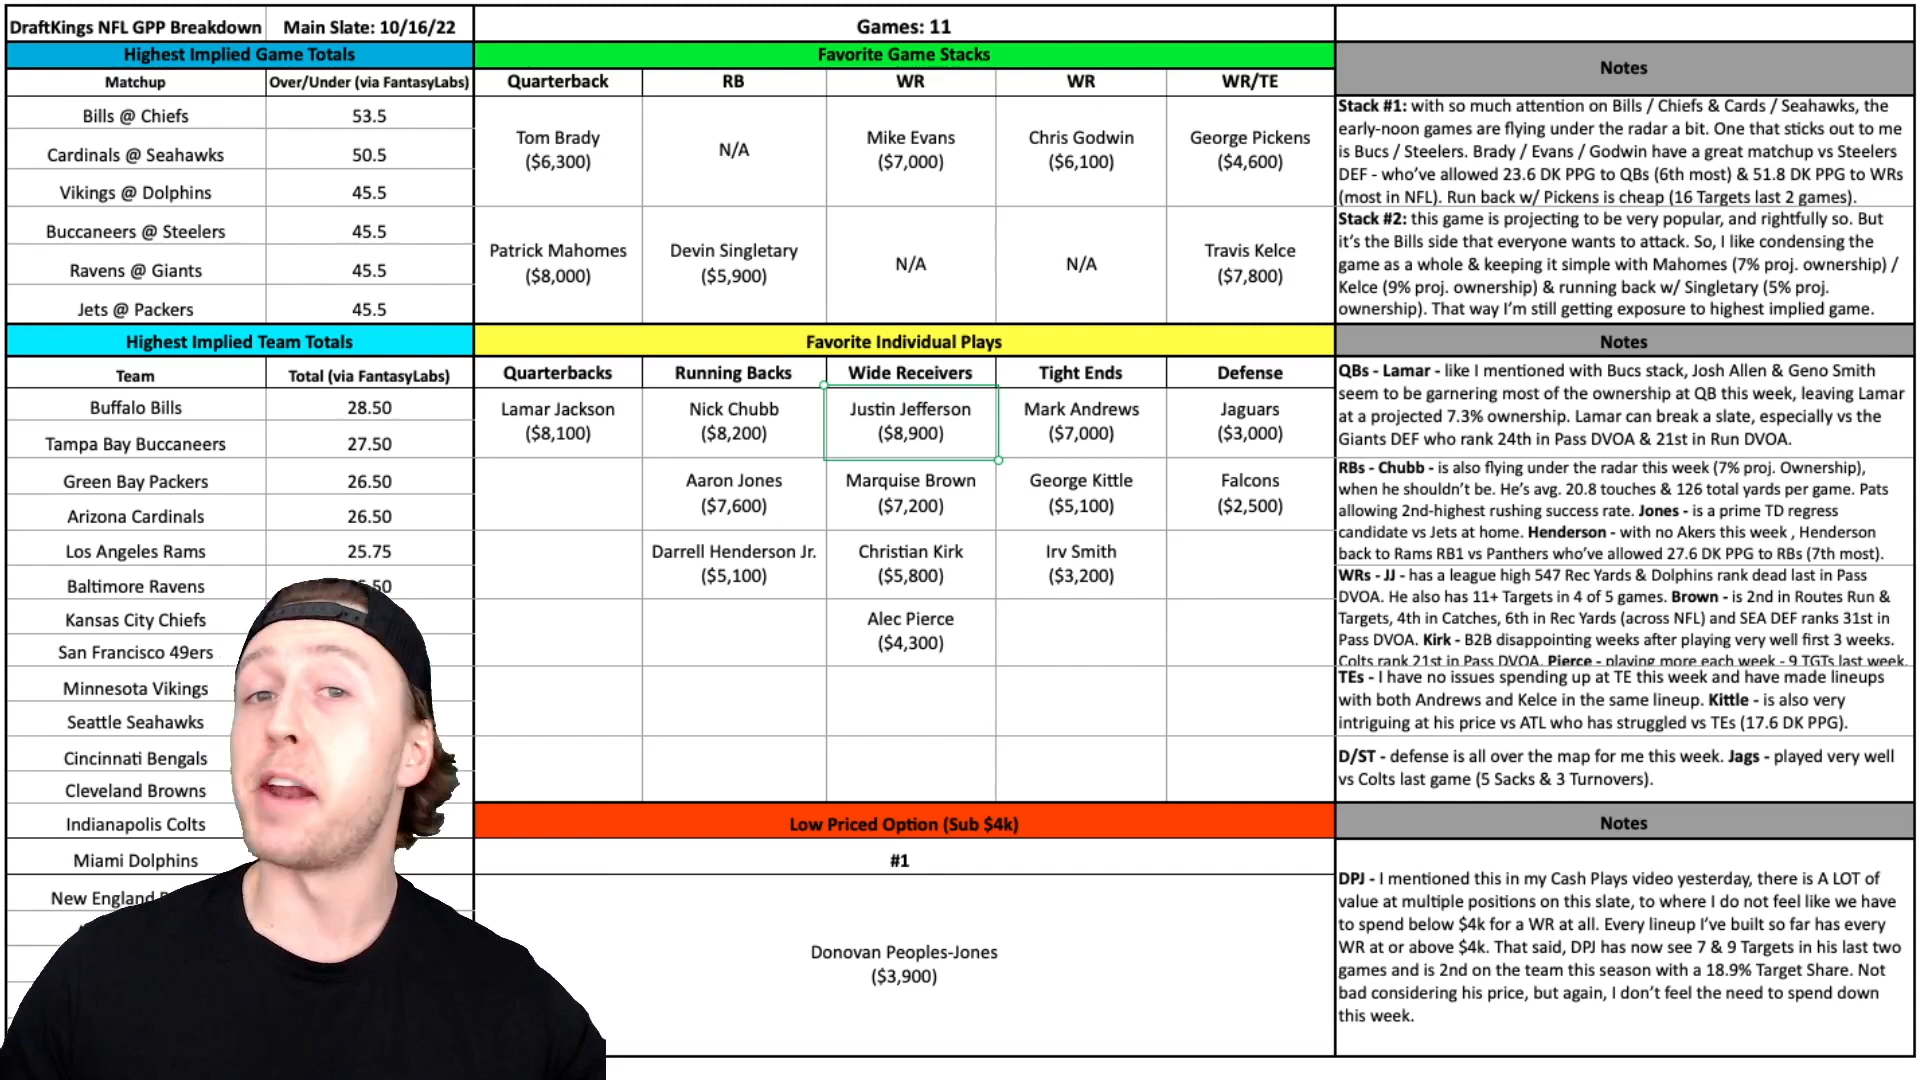 DraftKings NFL GPP Breakdown
Main Slate: 10/16/22
Games: 11
Highest Implied Game Totals
Matchup
Over/Under (via FantasyLabs)
Bills @ Chiefs
53.5
Cardinals @ Seahawks
50.5
Vikings @ Dolphins
45.5
Buccaneers @ Steelers
45.5
Ravens @ Giants
45.5
Jets @ Packers
45.5
Favorite Game Stacks
Quarterback
RB
WR
WR
WR/TE
Tom Brady
($6,300)
N/A
Mike Evans
($7,000)
Chris Godwin
($6,100)
George Pickens
($4,600)
Patrick Mahomes
($8,000)
Devin Singletary
($5,900)
N/A
N/A
Travis Kelce
($7,800)
Notes
Stack #1: with so much attention on Bills / Chiefs & Cards / Seahawks, the
early-noon games are flying under the radar a bit. One that sticks out to me
is Bucs / Steelers. Brady / Evans / Godwin have a great matchup vs Steelers
DEF - who've allowed 23.6 DK PPG to QBs (6th most) & 51.8 DK PPG to WRs
(most in NFL). Run back w/ Pickens is cheap (16 Targets last 2 games).
Stack #2: this game is projecting to be very popular, and rightfully so. But
it's the Bills side that everyone wants to attack. So, I like condensing the
game as a whole & keeping it simple with Mahomes (7% proj. ownership) /
Kelce (9% proj. ownership) & running back w/ Singletary (5% proj.
ownership). That way I'm still getting exposure to highest implied game.
Highest Implied Team Totals
Team
Total (via FantasyLabs)
Buffalo Bills
28.50
Tampa Bay Buccaneers
27.50
Green Bay Packers
26.50
Arizona Cardinals
26.50
Los Angeles Rams
25.75
Baltimore Ravens
Kansas City Chiefs
San Francisco 49ers
Minnesota Vikings
Seattle Seahawks
Cincinnati Bengals
Cleveland Browns
Indianapolis Colts
Miami Dolphins
New England
Favorite Individual Plays
Quarterbacks
Running Backs
Wide Receivers
Tight Ends
Defense
Lamar Jackson
($8,100)
Nick Chubb
($8,200)
Justin Jefferson
($8,900)
Mark Andrews
($7,000)
Jaguars
($3,000)
Aaron Jones
($7,600)
Marquise Brown
($7,200)
George Kittle
($5,100)
Falcons
($2,500)
Darrell Henderson Jr.
($5,100)
Christian Kirk
($5,800)
Irv Smith
($3,200)
Alec Pierce
($4,300)
Notes
QBs - Lamar - like I mentioned with Bucs stack, Josh Allen & Geno Smith
seem to be garnering most of the ownership at QB this week, leaving Lamar
at a projected 7.3% ownership. Lamar can break a slate, especially vs the
Giants DEF who rank 24th in Pass DVOA & 21st in Run DVOA.
RBs - Chubb - is also flying under the radar this week (7% proj. Ownership),
when he shouldn't be. He's avg. 20.8 touches & 126 total yards per game. Pats
allowing 2nd-highest rushing success rate. Jones - is a prime TD regress
candidate vs Jets at home. Henderson - with no Akers this week , Henderson
back to Rams RB1 vs Panthers who've allowed 27.6 DK PPG to RBs (7th most).
WRs - JJ - has a league high 547 Rec Yards & Dolphins rank dead last in Pass
DVOA. He also has 11+ Targets in 4 of 5 games. Brown - is 2nd in Routes Run &
Targets, 4th in Catches, 6th in Rec Yards (across NFL) and SEA DEF ranks 31st in
Pass DVOA. Kirk - B2B disappointing weeks after playing very well first 3 weeks.
Colts rank 21st in Pass DVOA. Pierce - playing more each week - 9 TGTs last week.
TEs - I have no issues spending up at TE this week and have made lineups
with both Andrews and Kelce in the same lineup. Kittle - is also very
intriguing at his price vs ATL who has struggled vs TEs (17.6 DK PPG).
D/ST - defense is all over the map for me this week. Jags - played very well
vs Colts last game (5 Sacks & 3 Turnovers).
Low Priced Option (Sub $4k)
#1
Donovan Peoples-Jones
($3,900)
Notes
DPJ - I mentioned this in my Cash Plays video yesterday, there is A LOT of
value at multiple positions on this slate, to where I do not feel like we have
to spend below $4k for a WR at all. Every lineup I've built so far has every
WR at or above $4k. That said, DPJ has now see 7 & 9 Targets in his last two
games and is 2nd on the team this season with a 18.9% Target Share. Not
bad considering his price, but again, I don't feel the need to spend down
this week.